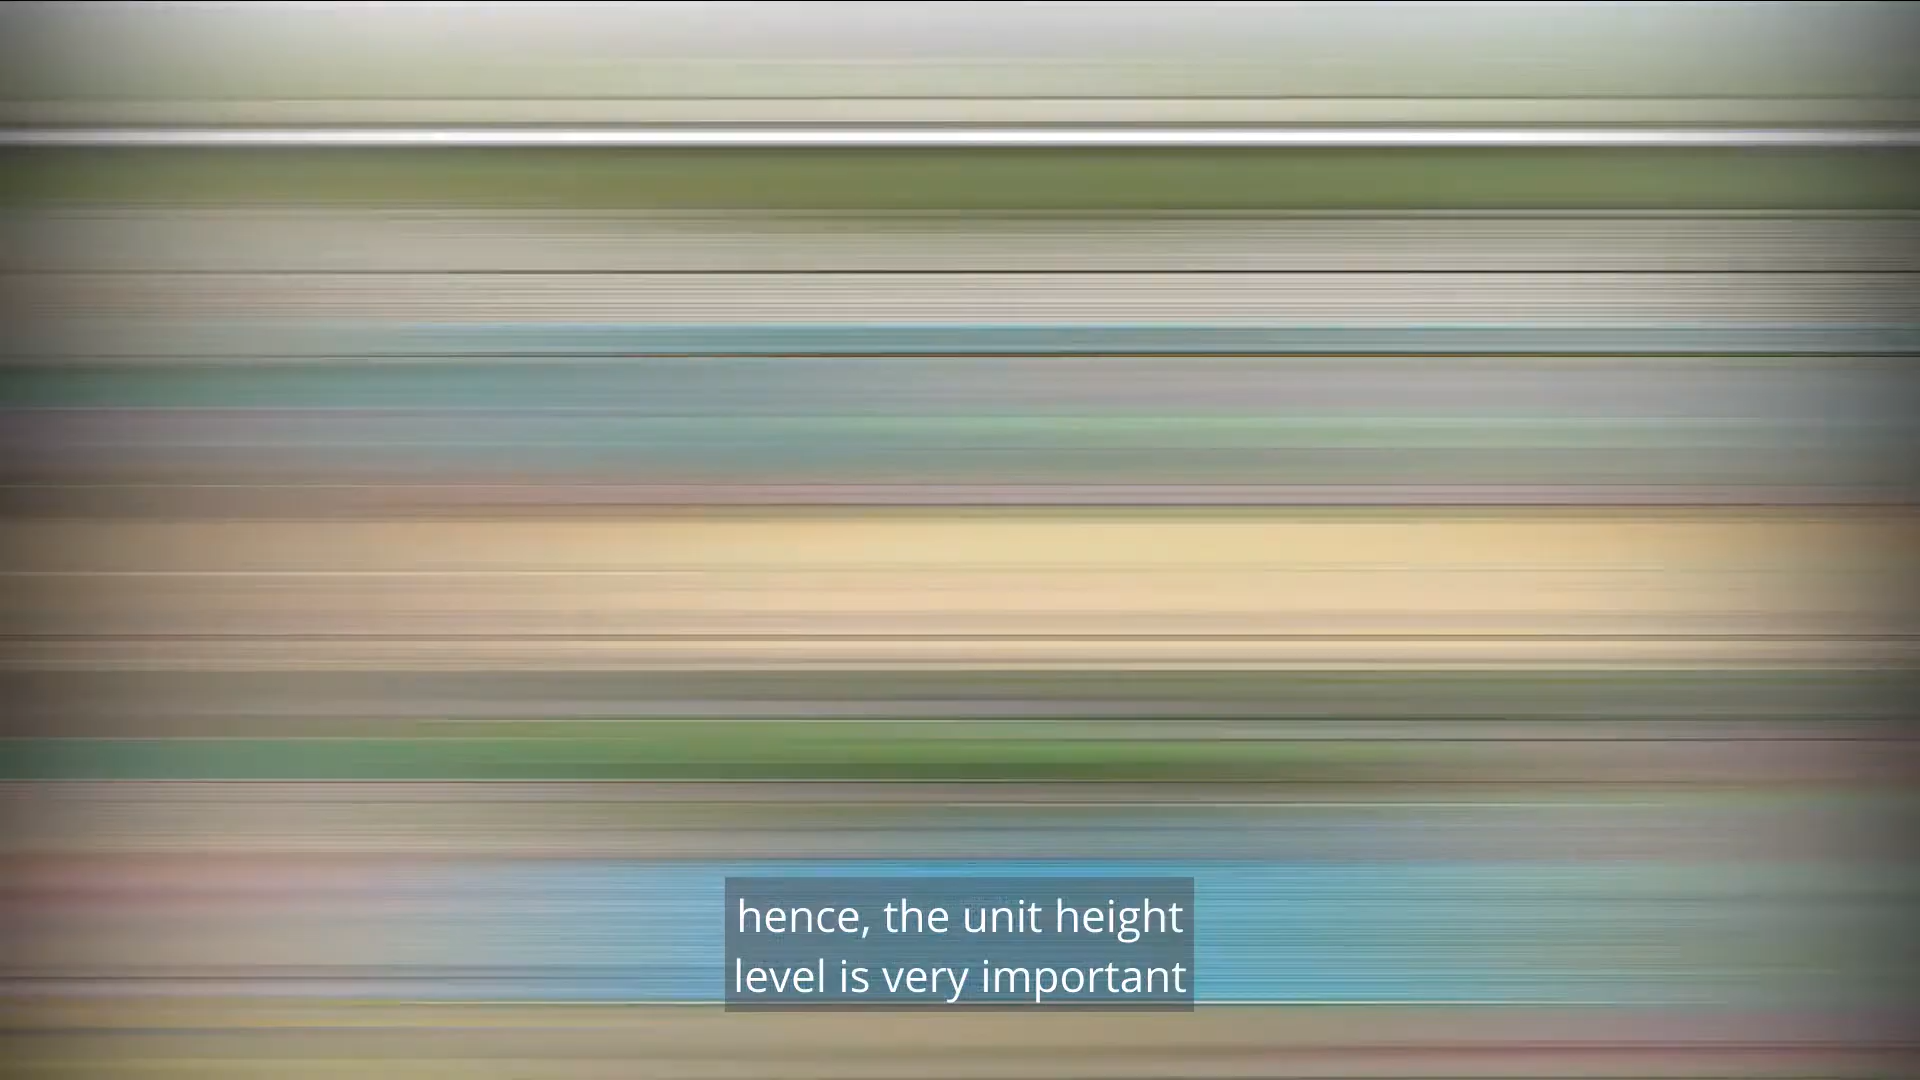 hence, the unit height
level is very important